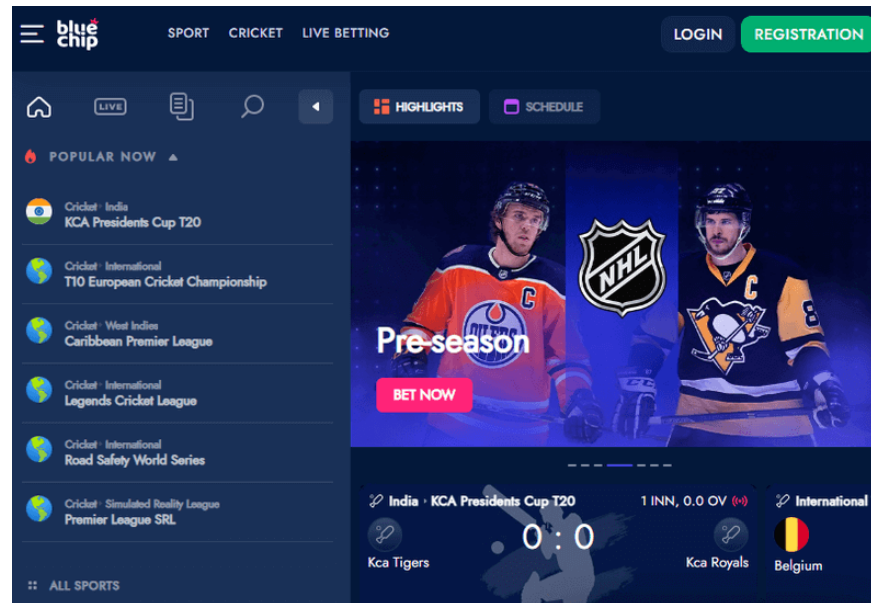 blue
chip
SPORT
CRICKET
LIVE BETTING
LOGIN
REGISTRATION
LIVE
HIGHLIGHTS
SCHEDULE
POPULAR NOW
Cricket · India
KCA Presidents Cup T20
Cricket · International
T10 European Cricket Championship
Cricket · West Indies
Caribbean Premier League
Cricket · International
Legends Cricket League
Cricket · International
Road Safety World Series
Cricket · Simulated Reality League
Premier League SRL
ALL SPORTS
NHL
C
OILERS
C
8
Pre-season
BET NOW
India · KCA Presidents Cup T20
1 INN, 0.0 OV
0 : 0
Kca Tigers
Kca Royals
International
Belgium